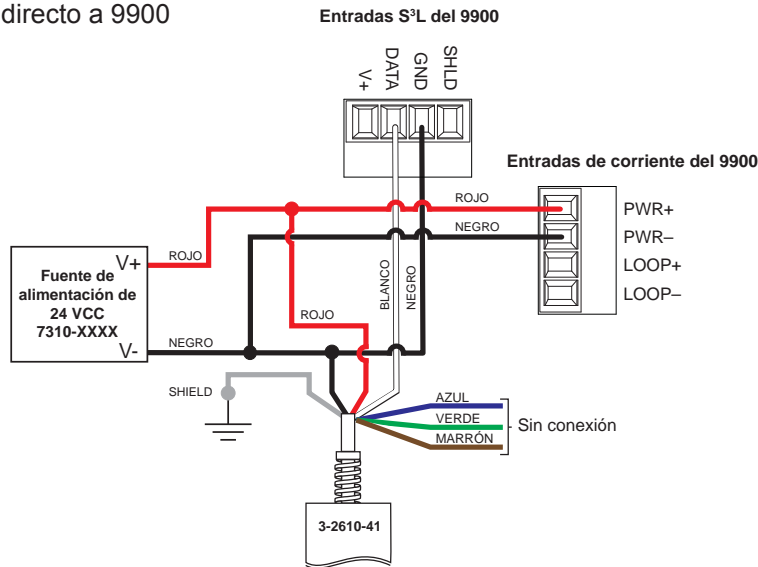 directo a 9900
Entradas S³L del 9900
V+
DATA
GND
SHLD
Entradas de corriente del 9900
ROJO
PWR+
NEGRO
PWR–
LOOP+
LOOP–
V+
ROJO
Fuente de
alimentación de
24 VCC
7310-XXXX
V-
NEGRO
ROJO
BLANCO
NEGRO
SHIELD
AZUL
VERDE
MARRÓN
Sin conexión
3-2610-41